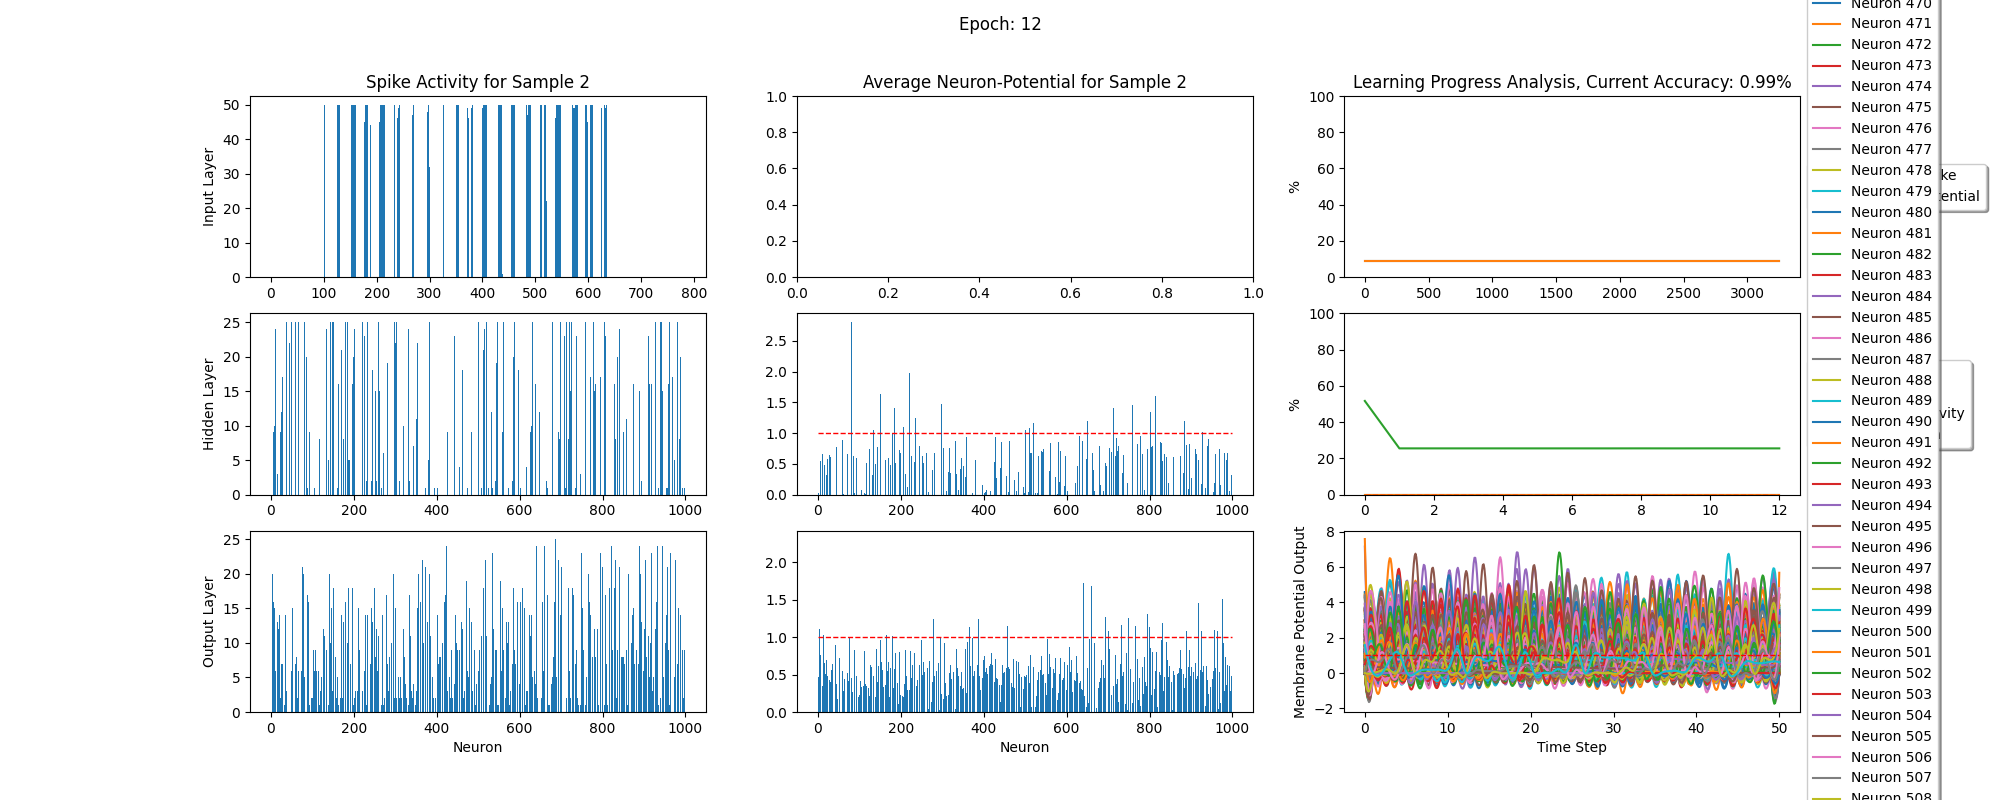 Epoch: 12
Spike Activity for Sample 2
Average Neuron-Potential for Sample 2
Learning Progress Analysis, Current Accuracy: 0.99%
Input Layer
50
40
30
20
10
0
0 100 200 300 400 500 600 700 800
1.0
0.8
0.6
0.4
0.2
0.0
0.0 0.2 0.4 0.6 0.8 1.0
%
100
80
60
40
20
0
0 500 1000 1500 2000 2500 3000
Hidden Layer
25
20
15
10
5
0
0 200 400 600 800 1000
2.5
2.0
1.5
1.0
0.5
0.0
0 200 400 600 800 1000
%
100
80
60
40
20
0
0 2 4 6 8 10 12
Output Layer
25
20
15
10
5
0
0 200 400 600 800 1000
Neuron
2.0
1.5
1.0
0.5
0.0
0 200 400 600 800 1000
Neuron
Membrane Potential Output
8
6
4
2
0
−2
0 10 20 30 40 50
Time Step
Neuron 470
Neuron 471
Neuron 472
Neuron 473
Neuron 474
Neuron 475
Neuron 476
Neuron 477
Neuron 478
Neuron 479
Neuron 480
Neuron 481
Neuron 482
Neuron 483
Neuron 484
Neuron 485
Neuron 486
Neuron 487
Neuron 488
Neuron 489
Neuron 490
Neuron 491
Neuron 492
Neuron 493
Neuron 494
Neuron 495
Neuron 496
Neuron 497
Neuron 498
Neuron 499
Neuron 500
Neuron 501
Neuron 502
Neuron 503
Neuron 504
Neuron 505
Neuron 506
Neuron 507
Neuron 508